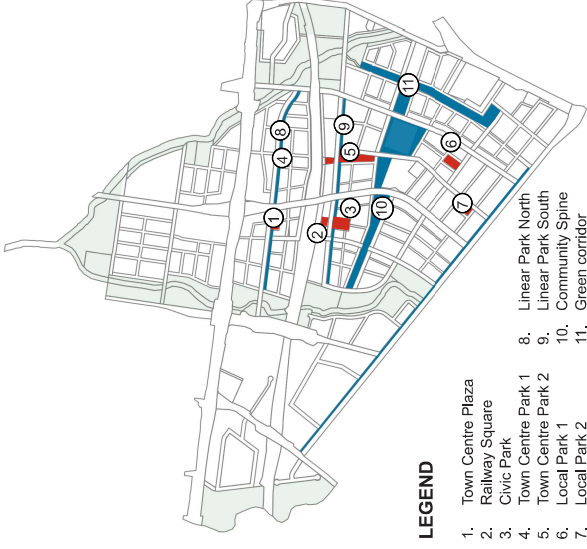 11
8
9
4
5
6
1
3
10
7
2
LEGEND
1. Town Centre Plaza
2. Railway Square
3. Civic Park
4. Town Centre Park 1
5. Town Centre Park 2
6. Local Park 1
7. Local Park 2
8. Linear Park North
9. Linear Park South
10. Community Spine
11. Green corridor